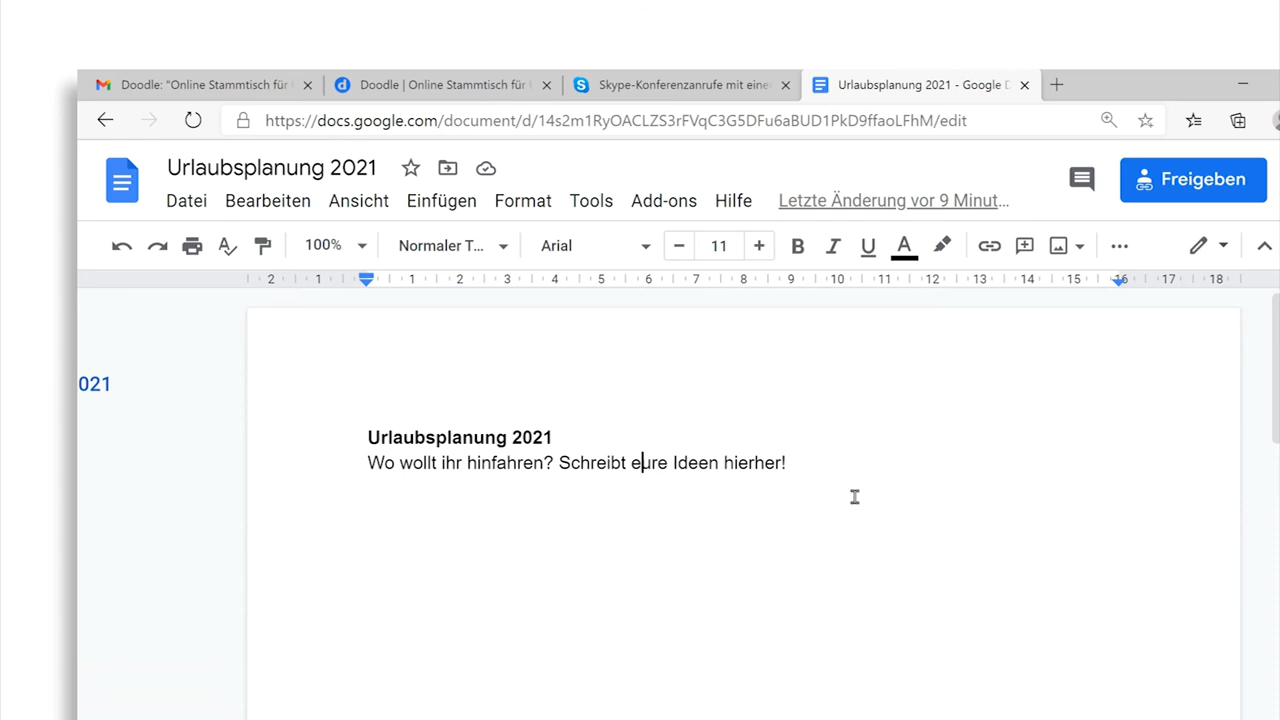 Doodle: "Online Stammtisch für
Doodle | Online Stammtisch für
Skype-Konferenzanrufe mit eine
Urlaubsplanung 2021 - Google D
https://docs.google.com/document/d/14s2m1RyOACLZS3rFVqC3G5DFu6aBUD1PkD9ffaoLFhM/edit
Urlaubsplanung 2021
Freigeben
Datei Bearbeiten Ansicht Einfügen Format Tools Add-ons Hilfe Letzte Änderung vor 9 Minut...
100% Normaler T... Arial 11 B I U A
2 1 1 2 3 4 5 6 7 8 9 10 11 12 13 14 15 16 17 18
021
Urlaubsplanung 2021
Wo wollt ihr hinfahren? Schreibt eure Ideen hierher!